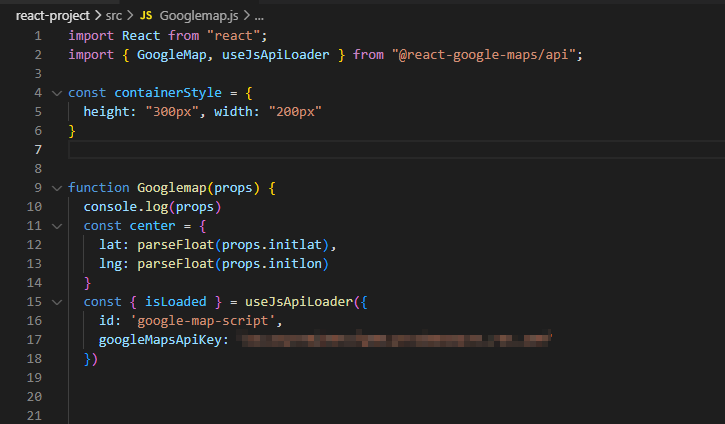 react-project > src > JS Googlemap.js > ...
1 import React from "react";
2 import { GoogleMap, useJsApiLoader } from "@react-google-maps/api";
3
4 const containerStyle = {
5 height: "300px", width: "200px"
6 }
7
8
9 function Googlemap(props) {
10 console.log(props)
11 const center = {
12 lat: parseFloat(props.initlat),
13 lng: parseFloat(props.initlon)
14 }
15 const { isLoaded } = useJsApiLoader({
16 id: 'google-map-script',
17 googleMapsApiKey:
18 })
19
20
21